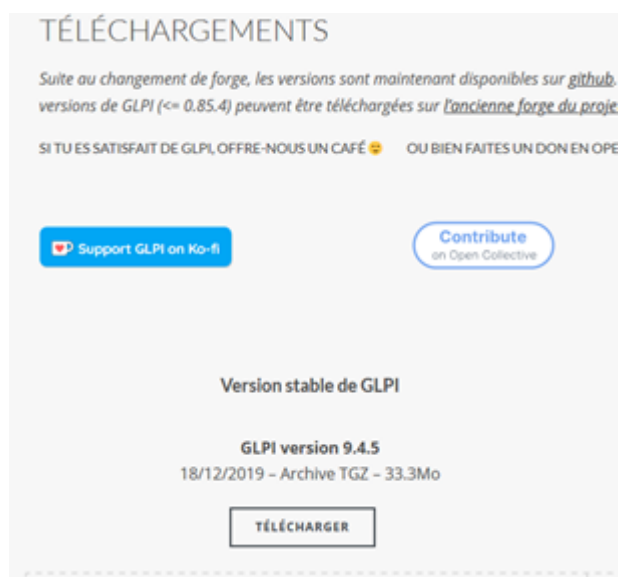 TÉLÉCHARGEMENTS
Suite au changement de forge, les versions sont maintenant disponibles sur github.
versions de GLPI (<= 0.85.4) peuvent être téléchargées sur l'ancienne forge du proje
SI TU ES SATISFAIT DE GLPI, OFFRE-NOUS UN CAFÉ 😉 OU BIEN FAITES UN DON EN OPE
Support GLPI on Ko-fi
Contribute
on Open Collective
Version stable de GLPI
GLPI version 9.4.5
18/12/2019 – Archive TGZ – 33.3Mo
TÉLÉCHARGER